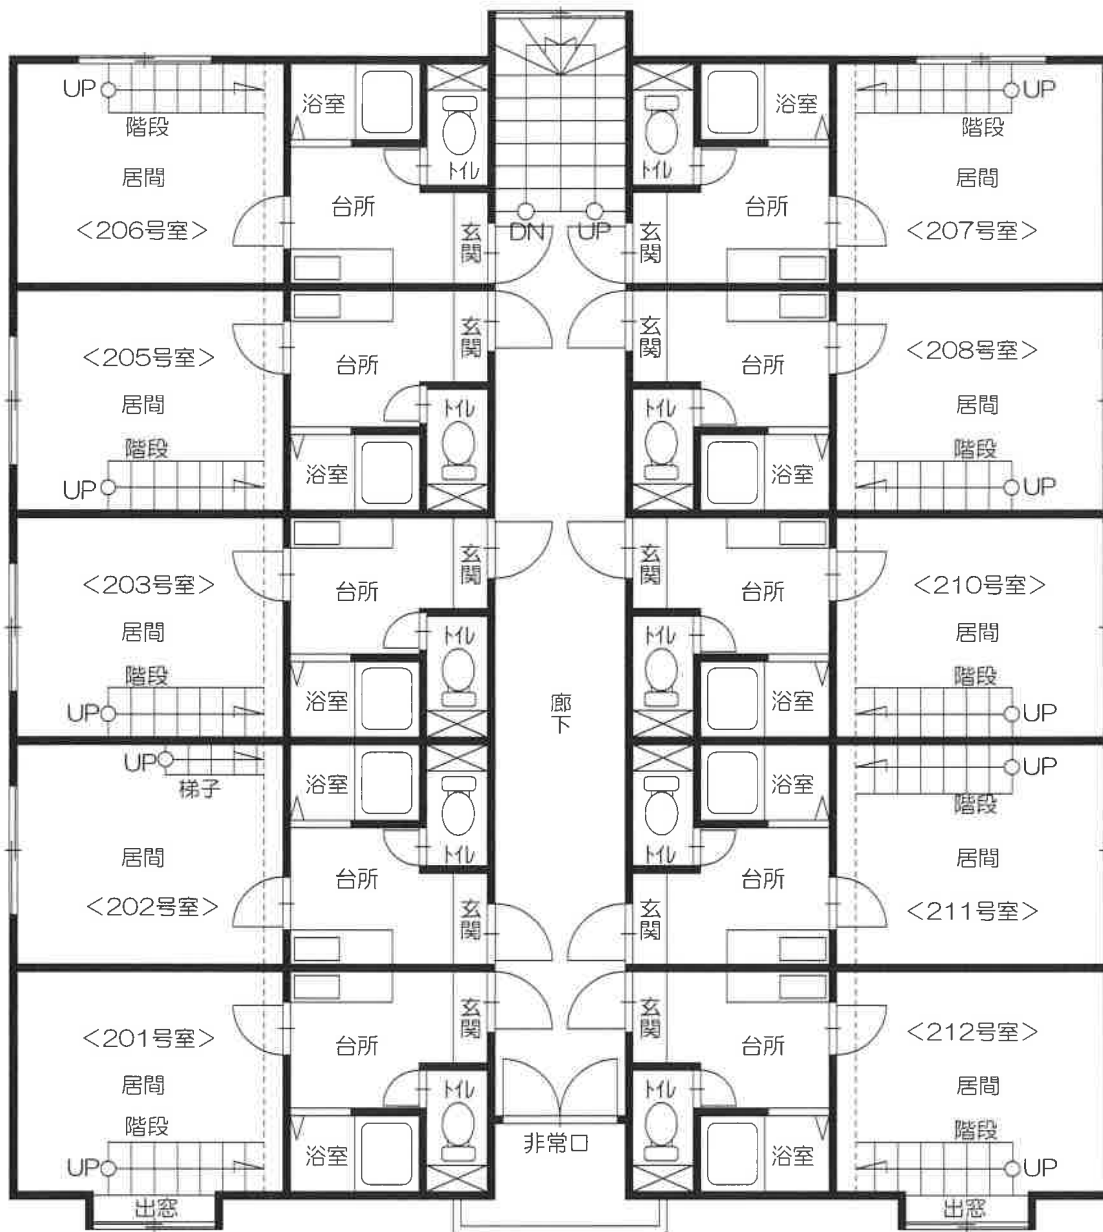 UP
階段
居間
<206号室>
浴室
トイレ
台所
玄関
DN
UP
トイレ
浴室
台所
玄関
UP
階段
居間
<207号室>
<205号室>
居間
階段
UP
玄関
台所
トイレ
浴室
玄関
台所
トイレ
浴室
<208号室>
居間
階段
UP
<203号室>
居間
階段
UP
玄関
台所
トイレ
浴室
廊下
玄関
台所
トイレ
浴室
<210号室>
居間
階段
UP
UP
梯子
居間
<202号室>
浴室
トイレ
台所
玄関
浴室
トイレ
台所
玄関
UP
階段
居間
<211号室>
<201号室>
居間
階段
UP
出窓
玄関
台所
トイレ
浴室
非常口
玄関
台所
トイレ
浴室
<212号室>
居間
階段
UP
出窓